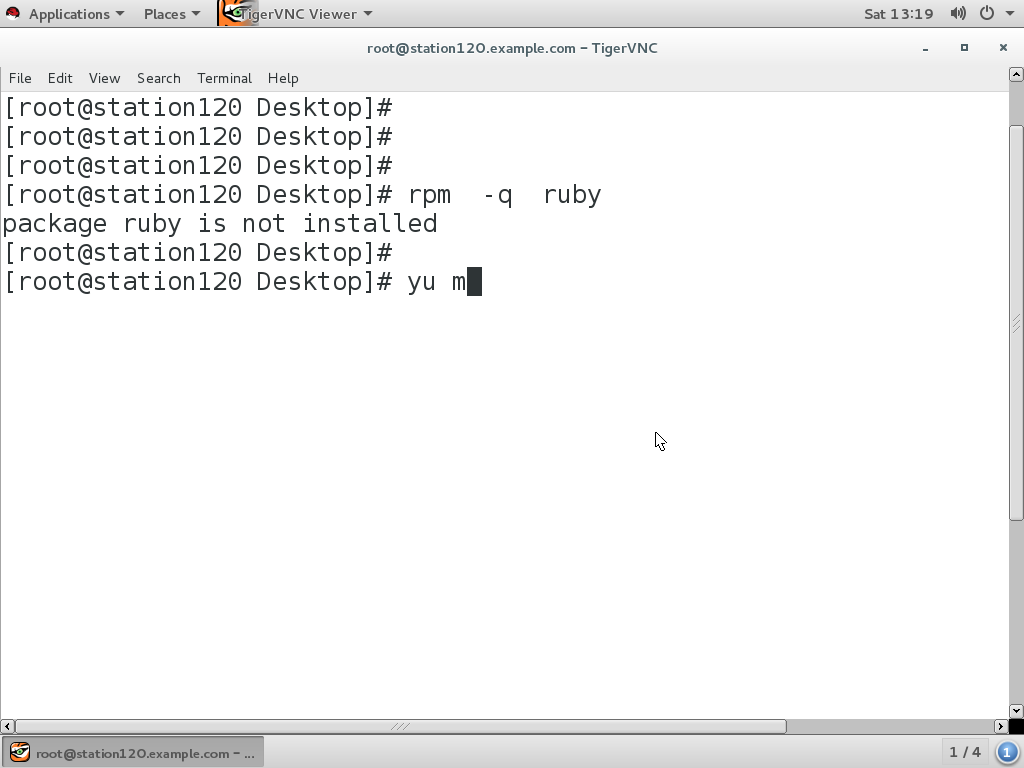 Applications Places TigerVNC Viewer Sat 13:19
root@station120.example.com – TigerVNC
File Edit View Search Terminal Help
[root@station120 Desktop]#
[root@station120 Desktop]#
[root@station120 Desktop]#
[root@station120 Desktop]# rpm  -q  ruby
package ruby is not installed
[root@station120 Desktop]#
[root@station120 Desktop]# yu m
root@station120.example.com – ... 1 / 4 1